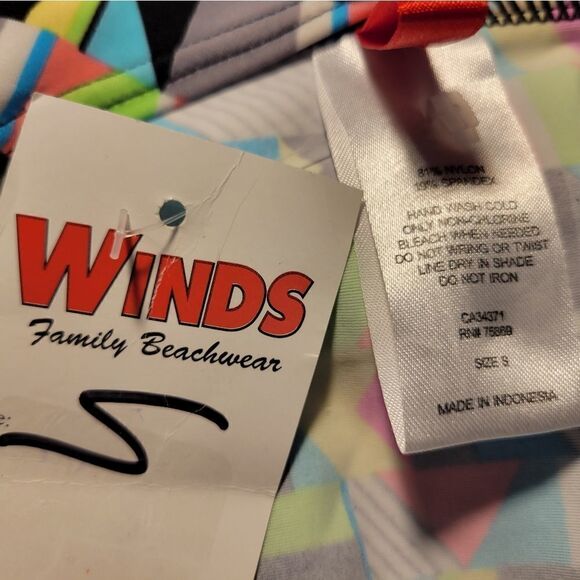 WINDS
Family Beachwear
e:
S
81% NYLON
19% SPANDEX
HAND WASH COLD
ONLY NON-CHLORINE
BLEACH WHEN NEEDED
DO NOT WRING OR TWIST
LINE DRY IN SHADE
DO NOT IRON
CA34371
RN# 75869
SIZE S
MADE IN INDONESIA